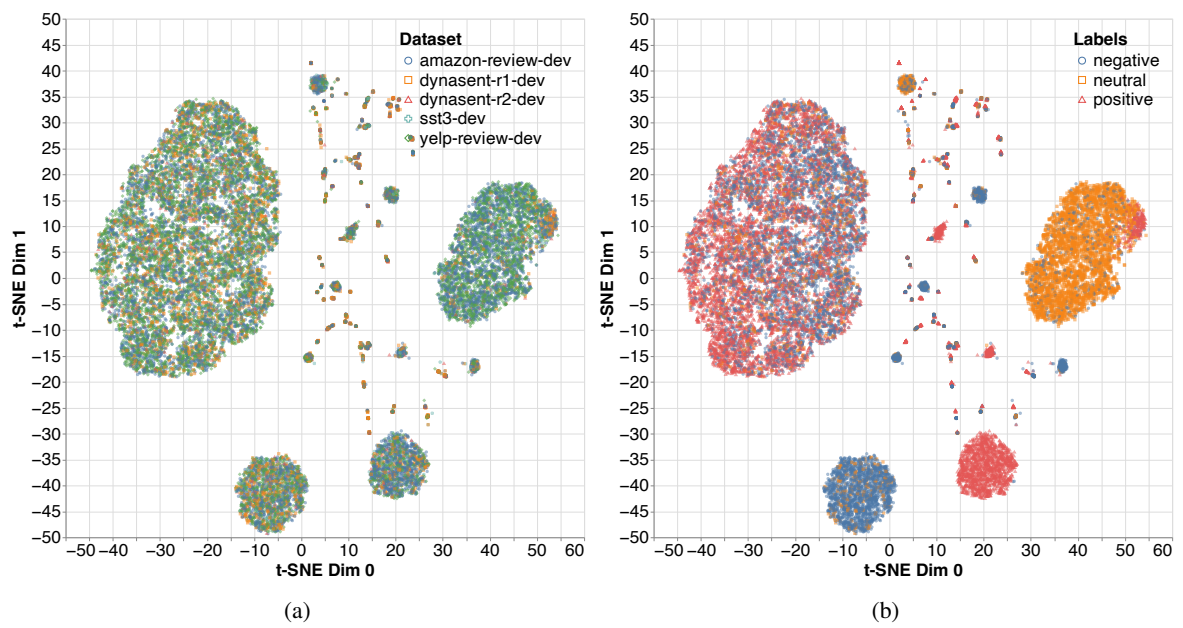 50
45
40
35
30
25
20
15
10
5
0
−5
−10
−15
−20
−25
−30
−35
−40
−45
−50
t-SNE Dim 1
Dataset
amazon-review-dev
dynasent-r1-dev
dynasent-r2-dev
sst3-dev
yelp-review-dev
−50 −40 −30 −20 −10 0 10 20 30 40 50 60
t-SNE Dim 0
(a)
50
45
40
35
30
25
20
15
10
5
0
−5
−10
−15
−20
−25
−30
−35
−40
−45
−50
t-SNE Dim 1
Labels
negative
neutral
positive
−50 −40 −30 −20 −10 0 10 20 30 40 50 60
t-SNE Dim 0
(b)